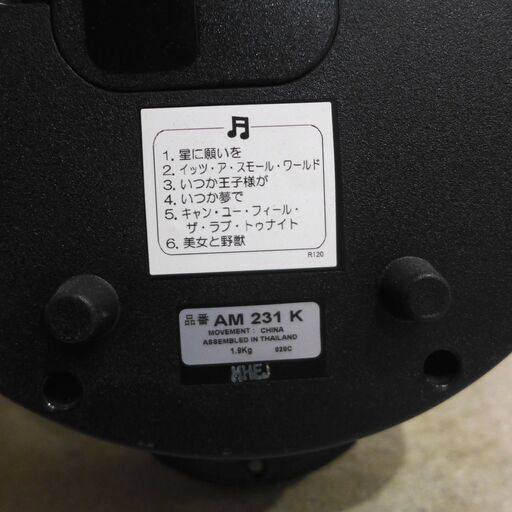 1. 星に願いを
2. イッツ・ア・スモール・ワールド
3. いつか王子様が
4. いつか夢で
5. キャン・ユー・フィール・
ザ・ラブ・トゥナイト
6. 美女と野獣
R120
品番 AM 231 K
MOVEMENT : CHINA
ASSEMBLED IN THAILAND
1.9Kg 020C
MHEJ